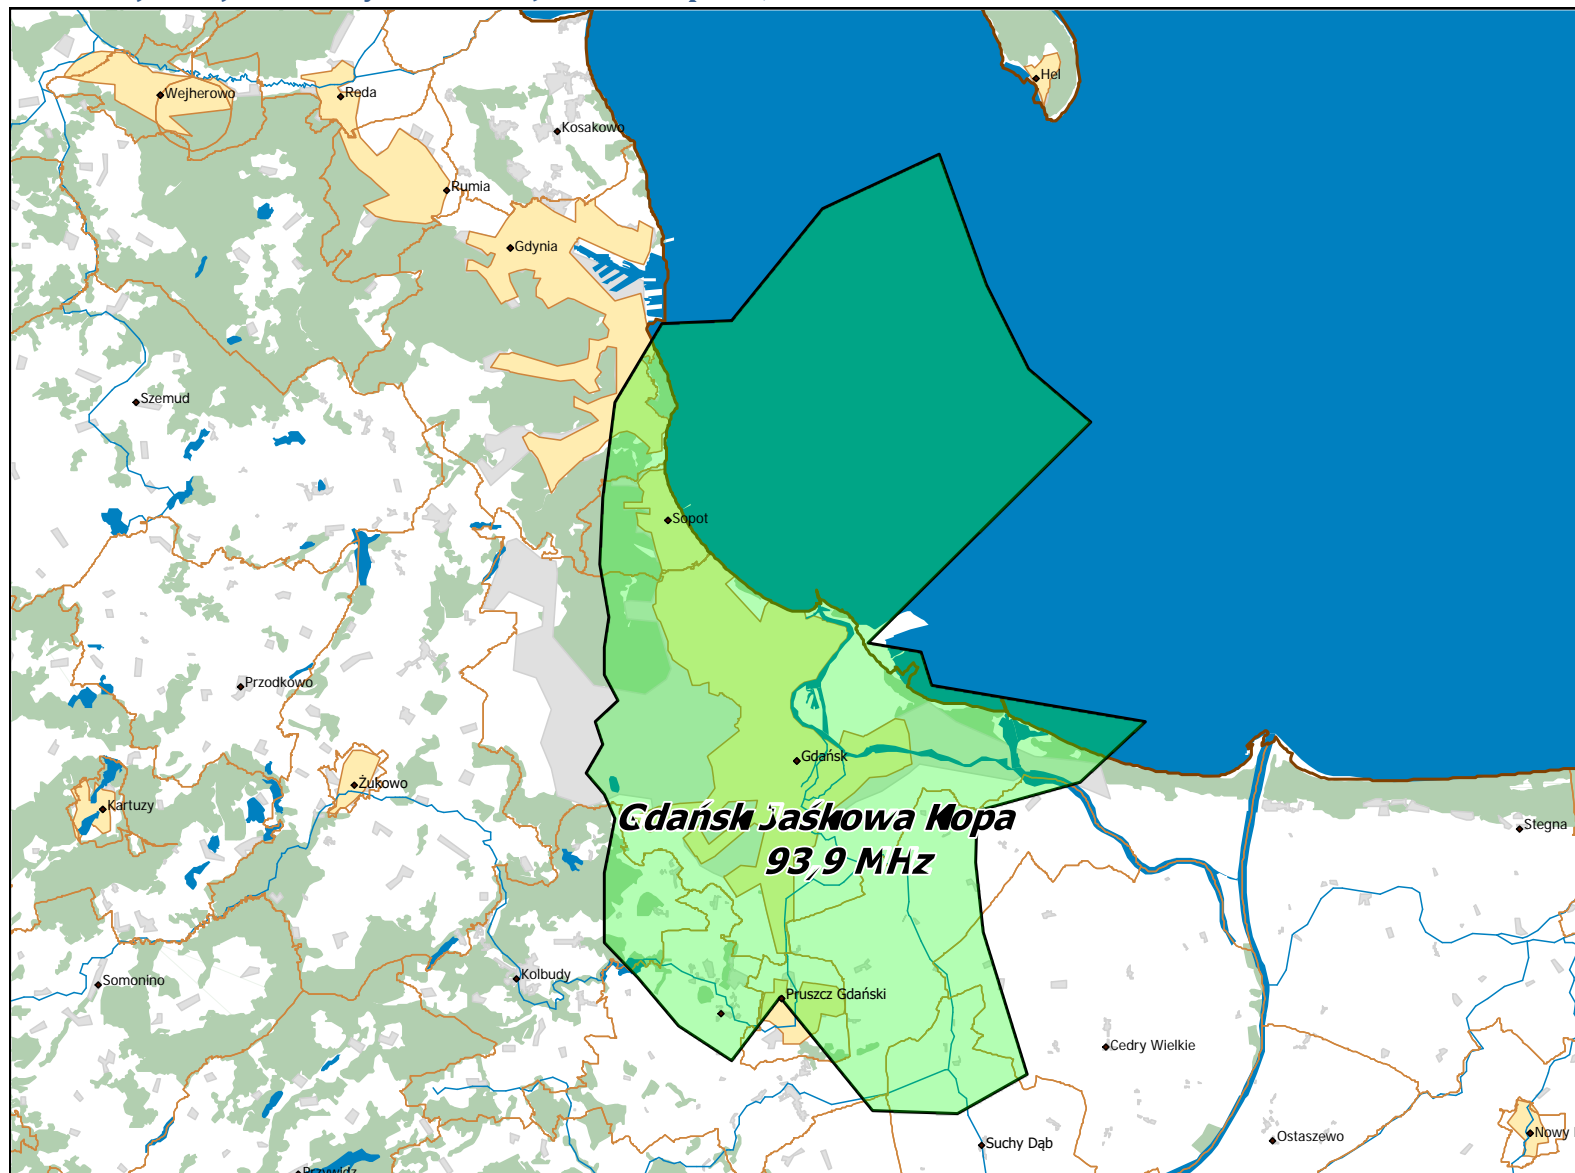 Hel
Wejherowo
Reda
Kosakowo
Rumia
Gdynia
Szemud
Sopot
Przodkowo
Gdańsk
Żukowo
Kartuzy
Gdańsk Jaśkowa Kopa
93,9 MHz
Stegna
Somonino
Kolbudy
Pruszcz Gdański
Cedry Wielkie
Suchy Dąb
Ostaszewo
Nowy
Przywidz